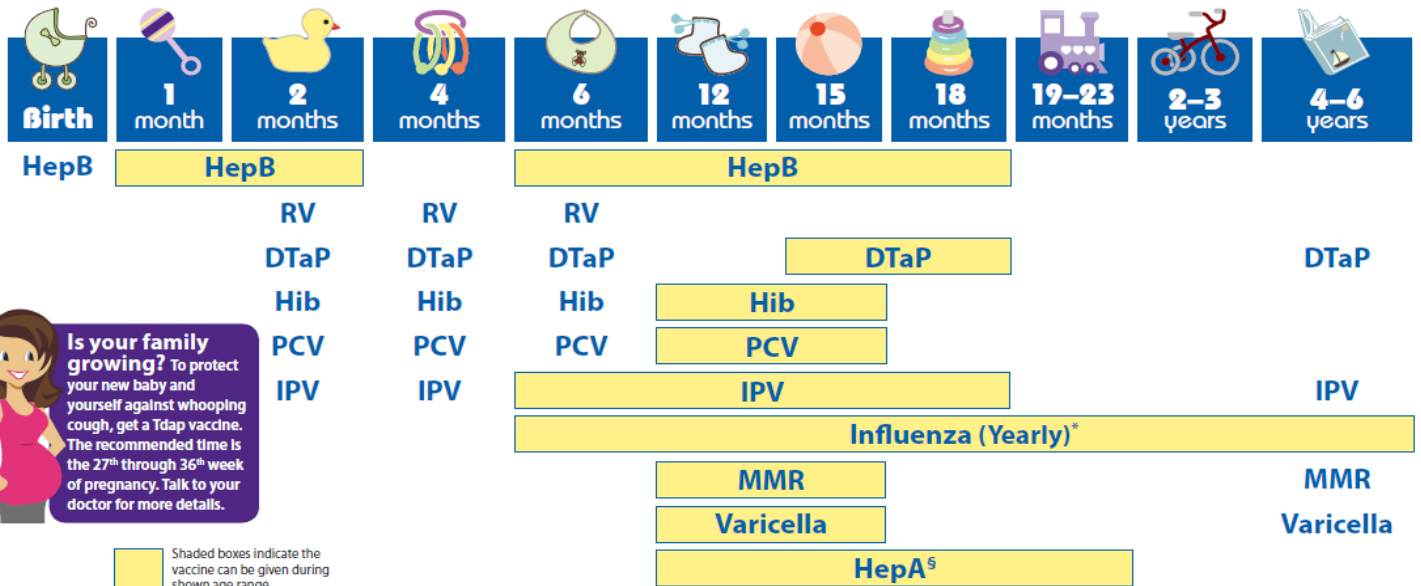 Birth
1
month
2
months
4
months
6
months
12
months
15
months
18
months
19–23
months
2–3
years
4–6
years
HepB HepB HepB
RV RV RV
DTaP DTaP DTaP DTaP DTaP
Hib Hib Hib Hib
PCV PCV PCV PCV
IPV IPV IPV IPV
Influenza (Yearly)*
MMR MMR
Varicella Varicella
HepA§
Is your family
growing? To protect
your new baby and
yourself against whooping
cough, get a Tdap vaccine.
The recommended time is
the 27th through 36th week
of pregnancy. Talk to your
doctor for more details.
Shaded boxes indicate the
vaccine can be given during
shown age range.